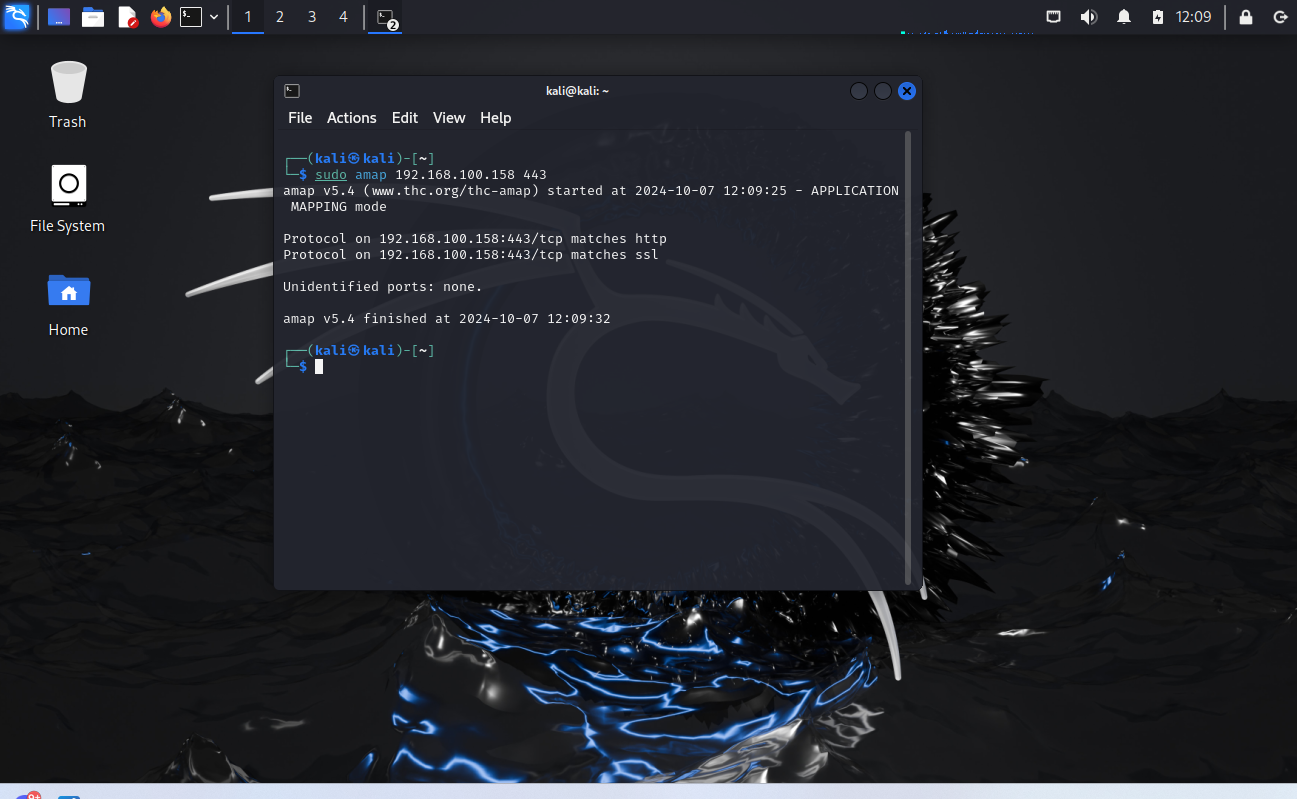 1 2 3 4 2 12:09
Trash
File System
Home
kali@kali: ~
File Actions Edit View Help
┌──(kali㉿kali)-[~]
└─$ sudo amap 192.168.100.158 443
amap v5.4 (www.thc.org/thc-amap) started at 2024-10-07 12:09:25 - APPLICATION
MAPPING mode
Protocol on 192.168.100.158:443/tcp matches http
Protocol on 192.168.100.158:443/tcp matches ssl
Unidentified ports: none.
amap v5.4 finished at 2024-10-07 12:09:32
┌──(kali㉿kali)-[~]
└─$
9+